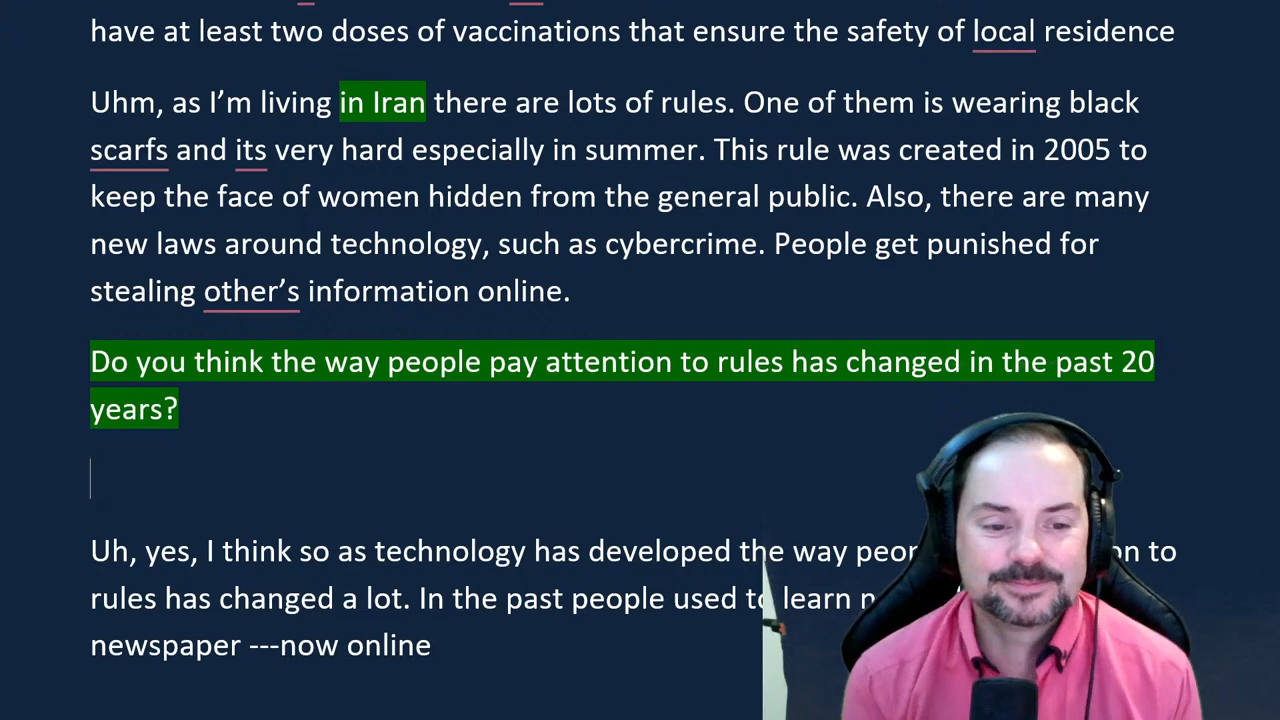 have at least two doses of vaccinations that ensure the safety of local residence
Uhm, as I’m living in Iran there are lots of rules. One of them is wearing black
scarfs and its very hard especially in summer. This rule was created in 2005 to
keep the face of women hidden from the general public. Also, there are many
new laws around technology, such as cybercrime. People get punished for
stealing other’s information online.
Do you think the way people pay attention to rules has changed in the past 20
years?
Uh, yes, I think so as technology has developed the way to
rules has changed a lot. In the past people used to learn
newspaper ---now online